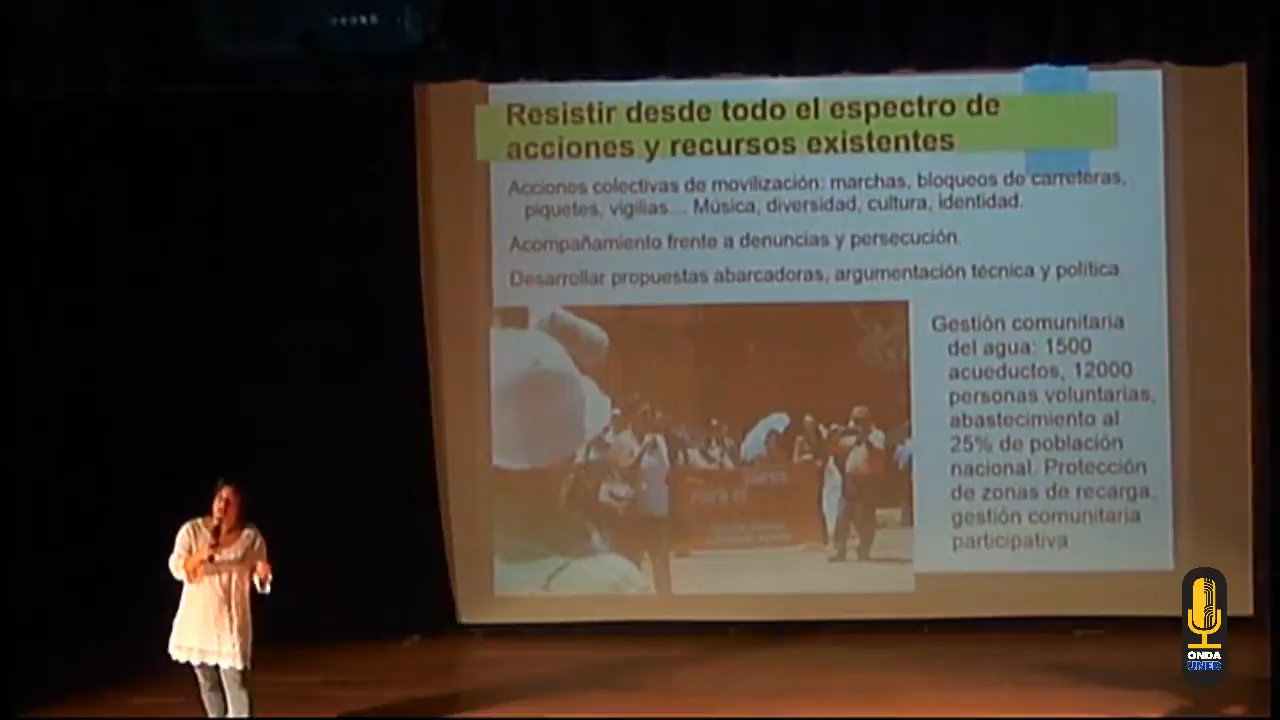 Resistir desde todo el espectro de
acciones y recursos existentes
Acciones colectivas de movilización: marchas, bloqueos de carreteras,
piquetes, vigilias... Música, diversidad, cultura, identidad.
Acompañamiento frente a denuncias y persecución.
Desarrollar propuestas abarcadoras, argumentación técnica y política
Gestión comunitaria
del agua: 1500
acueductos, 12000
personas voluntarias,
abastecimiento al
25% de población
nacional. Protección
de zonas de recarga,
gestión comunitaria
participativa
ONDA
UNED